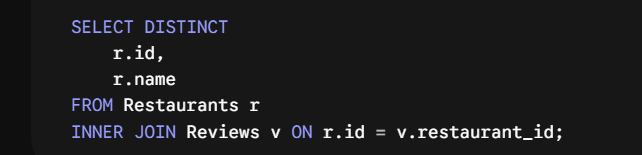 SELECT DISTINCT
    r.id,
    r.name
FROM Restaurants r
INNER JOIN Reviews v ON r.id = v.restaurant_id;